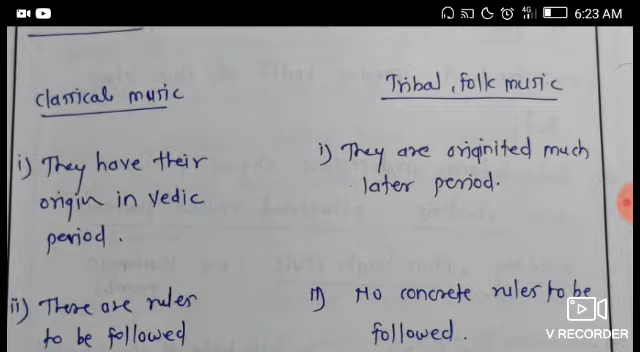 4G 6:23 AM
Classical music
Tribal, folk music
i) They have their
origin in vedic
period.
i) They are originited much
later period.
ii) There are rules
to be followed
ii) No concrete rules to be
followed.
V RECORDER